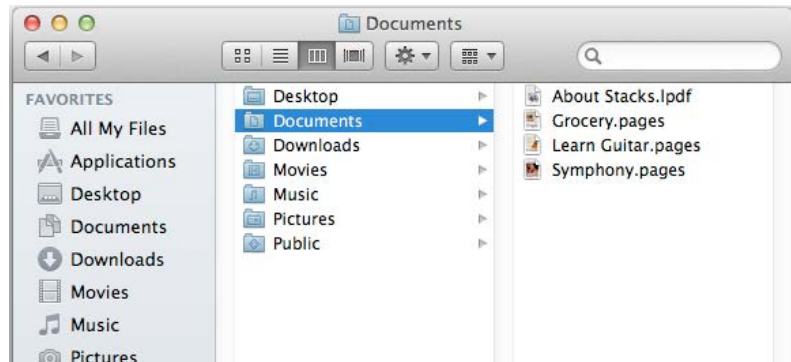 Documents
FAVORITES
All My Files
Applications
Desktop
Documents
Downloads
Movies
Music
Pictures
Desktop
Documents
Downloads
Movies
Music
Pictures
Public
About Stacks.lpdf
Grocery.pages
Learn Guitar.pages
Symphony.pages